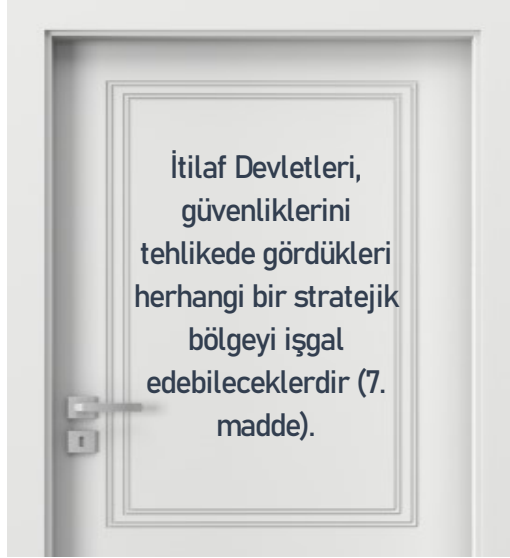 İtilaf Devletleri,
güvenliklerini
tehlikede gördükleri
herhangi bir stratejik
bölgeyi işgal
edebileceklerdir (7.
madde).